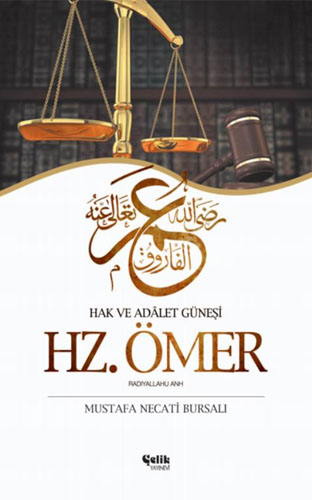 عمر الفاروق رضي الله تعالى عنه
HAK VE ADÂLET GÜNEŞİ
HZ. ÖMER
RADIYALLAHU ANH
MUSTAFA NECATİ BURSALI
Çelik
YAYINEVİ